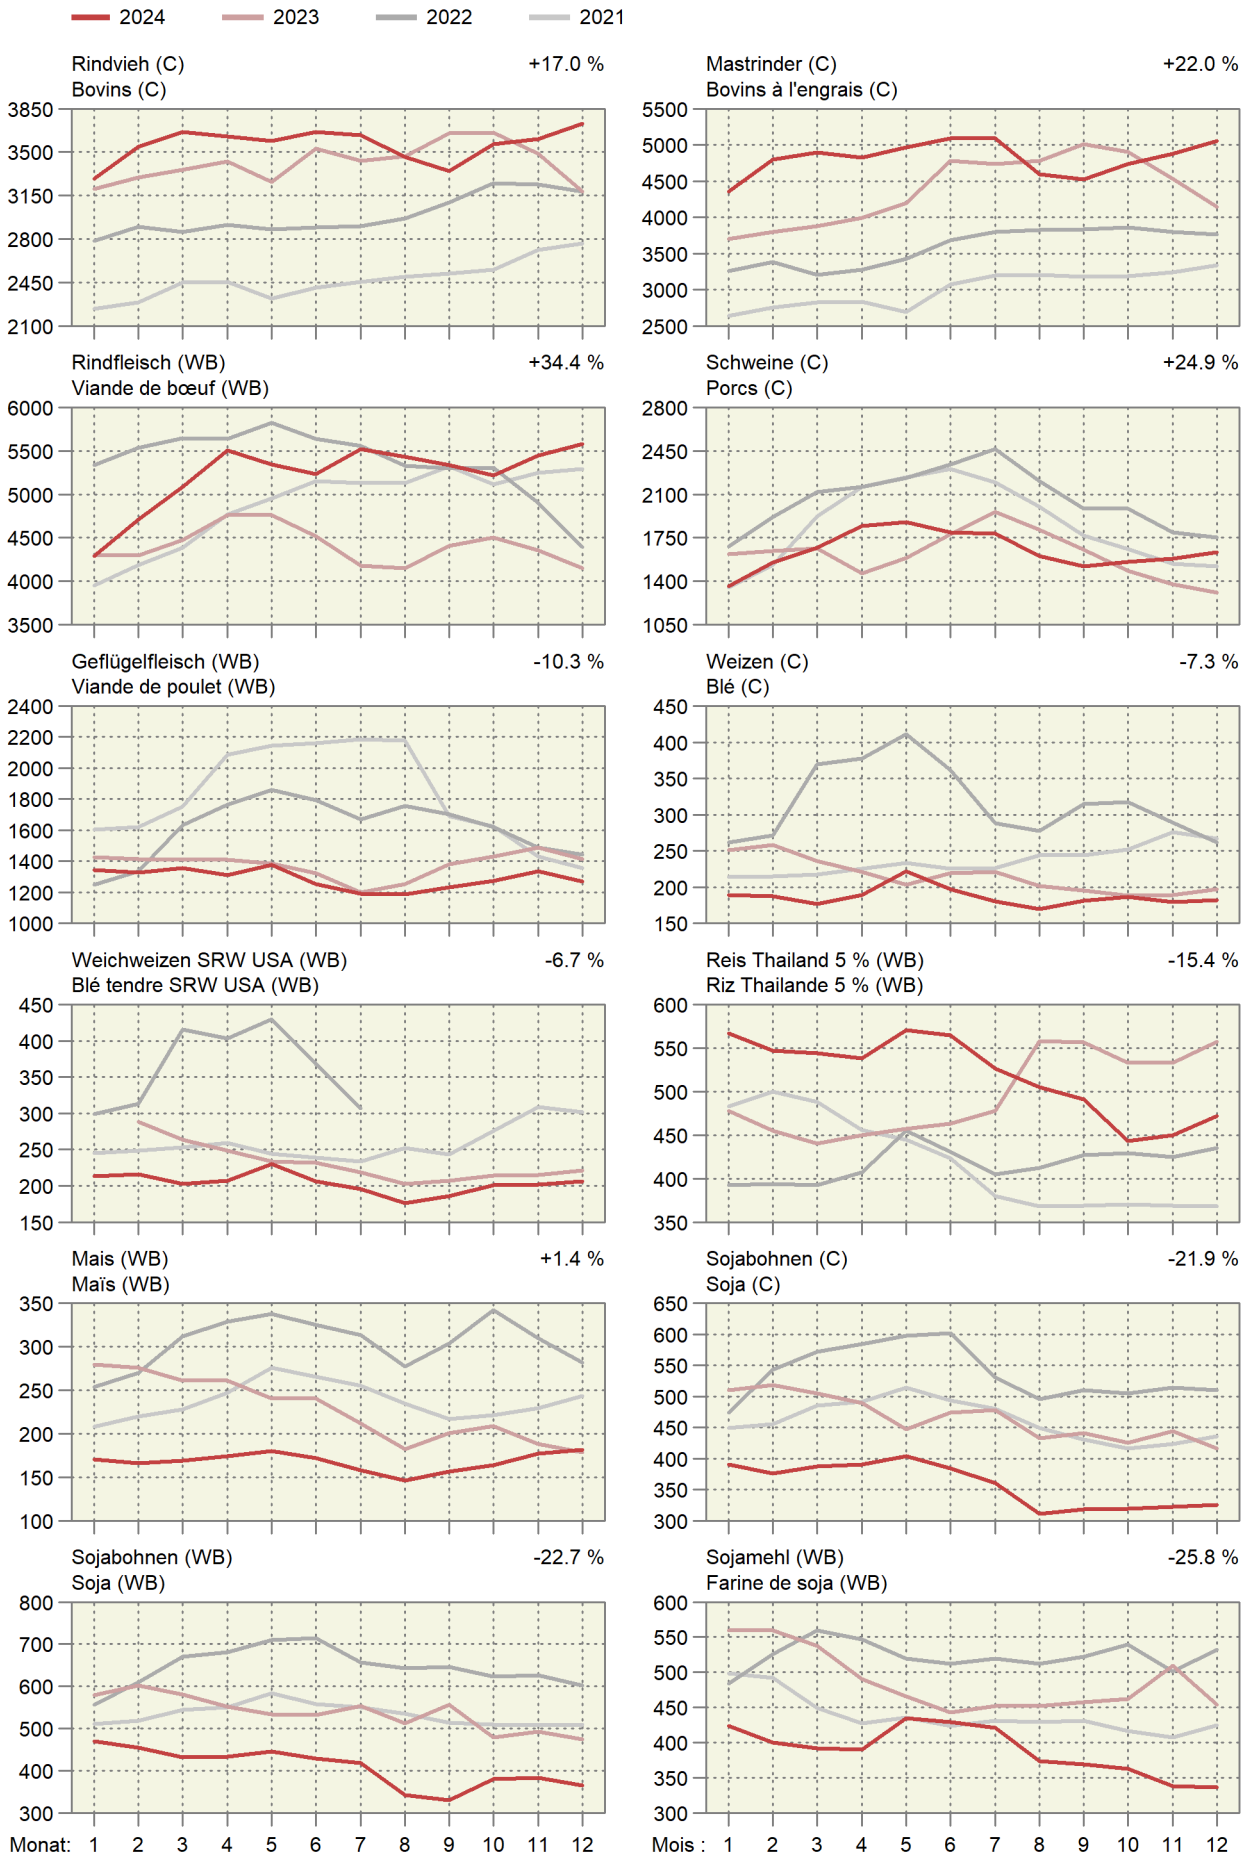 2024 2023 2022 2021
Rindvieh (C) +17.0 %
Bovins (C)
3850
3500
3150
2800
2450
2100
Mastrinder (C) +22.0 %
Bovins à l'engrais (C)
5500
5000
4500
4000
3500
3000
2500
Rindfleisch (WB) +34.4 %
Viande de bœuf (WB)
6000
5500
5000
4500
4000
3500
Schweine (C) +24.9 %
Porcs (C)
2800
2450
2100
1750
1400
1050
Geflügelfleisch (WB) -10.3 %
Viande de poulet (WB)
2400
2200
2000
1800
1600
1400
1200
1000
Weizen (C) -7.3 %
Blé (C)
450
400
350
300
250
200
150
Weichweizen SRW USA (WB) -6.7 %
Blé tendre SRW USA (WB)
450
400
350
300
250
200
150
Reis Thailand 5 % (WB) -15.4 %
Riz Thailande 5 % (WB)
600
550
500
450
400
350
Mais (WB) +1.4 %
Maïs (WB)
350
300
250
200
150
100
Sojabohnen (C) -21.9 %
Soja (C)
650
600
550
500
450
400
350
300
Sojabohnen (WB) -22.7 %
Soja (WB)
800
700
600
500
400
300
Monat: 1 2 3 4 5 6 7 8 9 10 11 12
Sojamehl (WB) -25.8 %
Farine de soja (WB)
600
550
500
450
400
350
300
Mois : 1 2 3 4 5 6 7 8 9 10 11 12